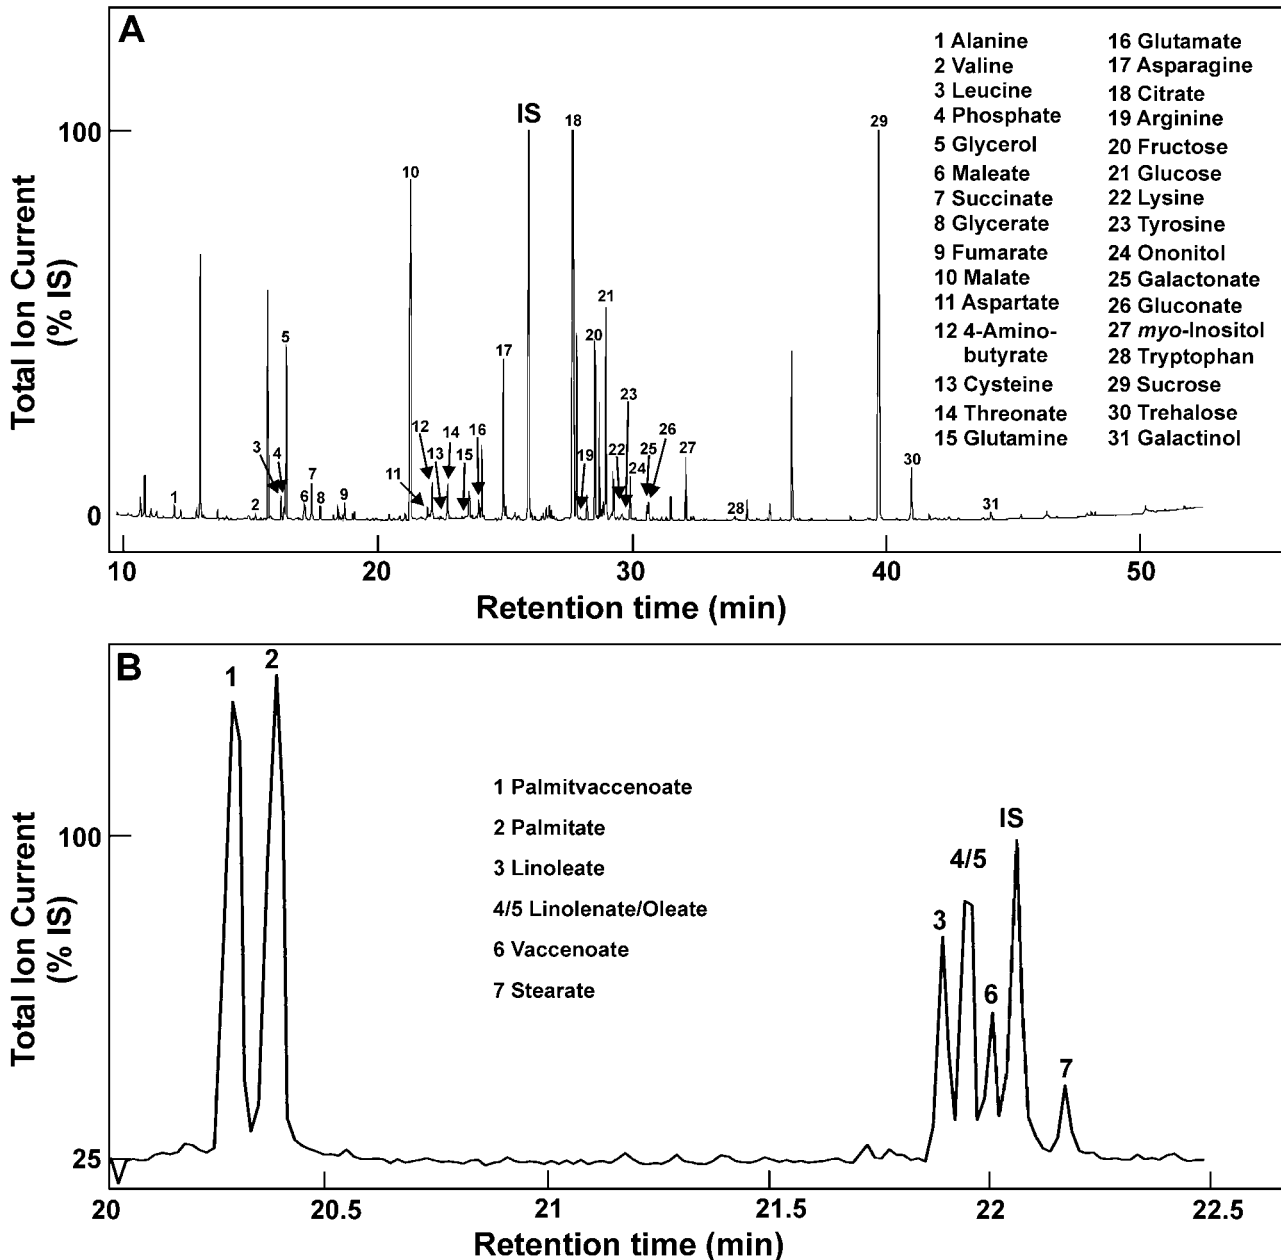 A
Total Ion Current
(% IS)
100
0
IS
1
2
3
4
5
6
7
8
9
10
11
12
13
14
15
16
17
18
19
20
21
22
23
24
25
26
27
28
29
30
31
1 Alanine
2 Valine
3 Leucine
4 Phosphate
5 Glycerol
6 Maleate
7 Succinate
8 Glycerate
9 Fumarate
10 Malate
11 Aspartate
12 4-Amino-
butyrate
13 Cysteine
14 Threonate
15 Glutamine
16 Glutamate
17 Asparagine
18 Citrate
19 Arginine
20 Fructose
21 Glucose
22 Lysine
23 Tyrosine
24 Ononitol
25 Galactonate
26 Gluconate
27 myo-Inositol
28 Tryptophan
29 Sucrose
30 Trehalose
31 Galactinol
10 20 30 40 50
Retention time (min)
B
Total Ion Current
(% IS)
100
25
1
2
3
4/5
6
IS
7
1 Palmitvaccenoate
2 Palmitate
3 Linoleate
4/5 Linolenate/Oleate
6 Vaccenoate
7 Stearate
20 20.5 21 21.5 22 22.5
Retention time (min)